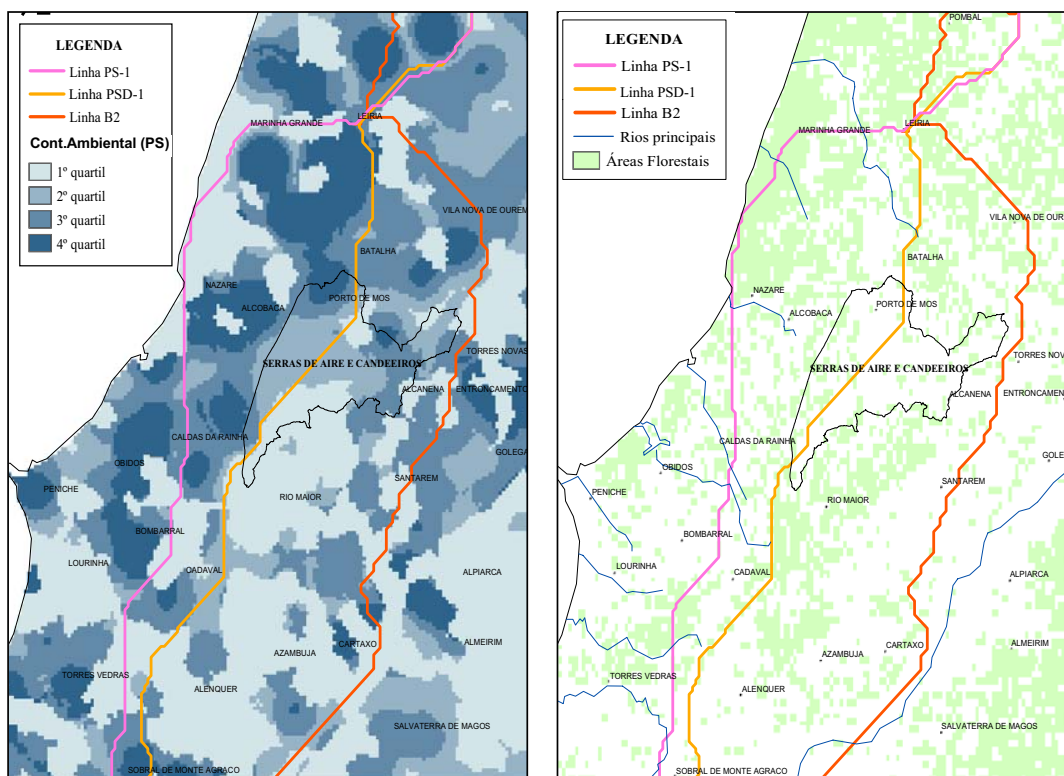 LEGENDA
Linha PS-1
Linha PSD-1
Linha B2
Cont.Ambiental (PS)
1º quartil
2º quartil
3º quartil
4º quartil
MARINHA GRANDE
LEIRIA
VILA NOVA DE OUREM
BATALHA
NAZARE
PORTO DE MOS
ALCOBACA
TORRES NOVAS
SERRAS DE AIRE E CANDEEIROS
ALCANENA
ENTRONCAMENTO
CALDAS DA RAINHA
GOLEGA
OBIDOS
SANTAREM
PENICHE
RIO MAIOR
BOMBARRAL
LOURINHA
CADAVAL
ALPIARCA
ALMEIRIM
CARTAXO
AZAMBUJA
TORRES VEDRAS
ALENQUER
SALVATERRA DE MAGOS
SOBRAL DE MONTE AGRACO
POMBAL
LEGENDA
Linha PS-1
Linha PSD-1
Linha B2
Rios principais
Áreas Florestais
LEIRIA
MARINHA GRANDE
VILA NOVA DE OUREM
BATALHA
NAZARE
PORTO DE MOS
ALCOBACA
TORRES NOVAS
SERRAS DE AIRE E CANDEEIROS
ALCANENA
ENTRONCAMENTO
CALDAS DA RAINHA
GOLEGA
OBIDOS
SANTAREM
PENICHE
RIO MAIOR
BOMBARRAL
LOURINHA
CADAVAL
ALPIARCA
ALMEIRIM
CARTAXO
AZAMBUJA
TORRES VEDRAS
ALENQUER
SALVATERRA DE MAGOS
SOBRAL DE MONTE AGRACO